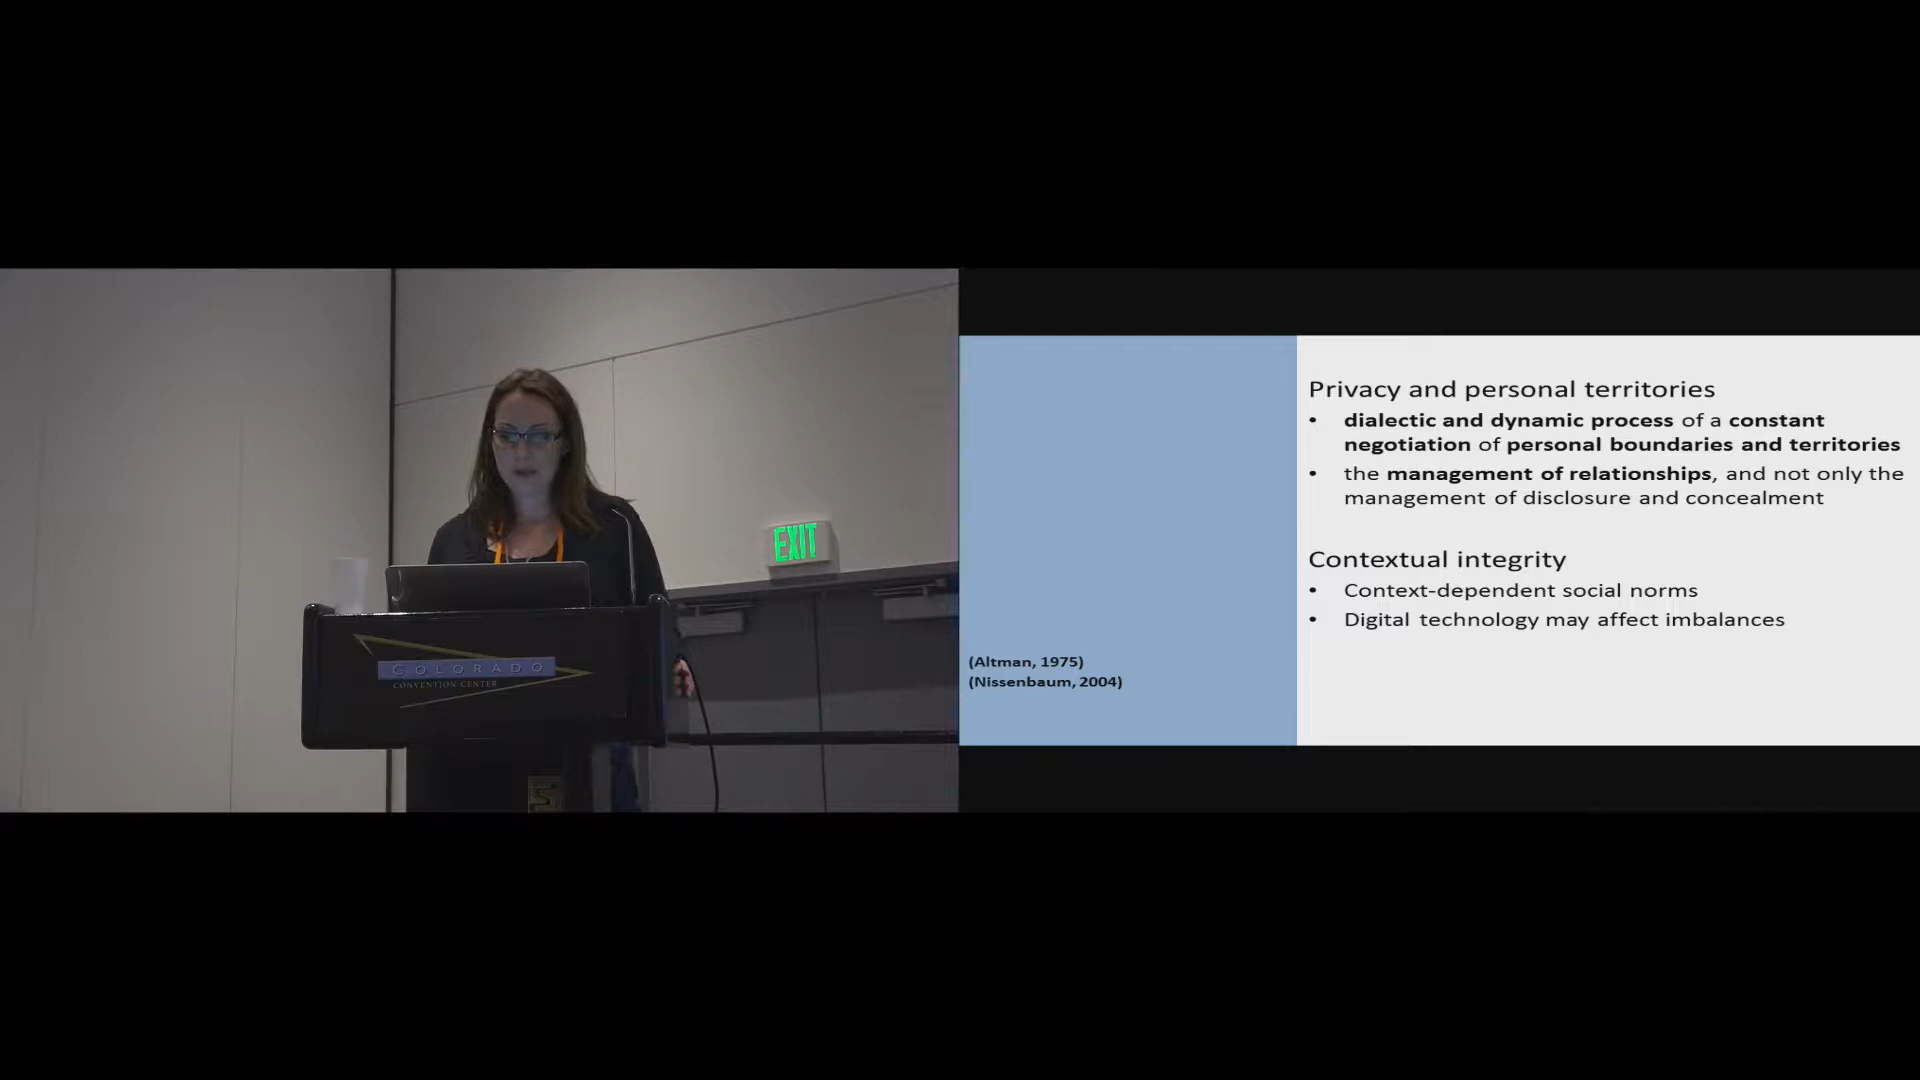 EXIT
COLORADO
CONVENTION CENTER
Privacy and personal territories
• dialectic and dynamic process of a constant
negotiation of personal boundaries and territories
• the management of relationships, and not only the
management of disclosure and concealment
Contextual integrity
• Context-dependent social norms
• Digital technology may affect imbalances
(Altman, 1975)
(Nissenbaum, 2004)